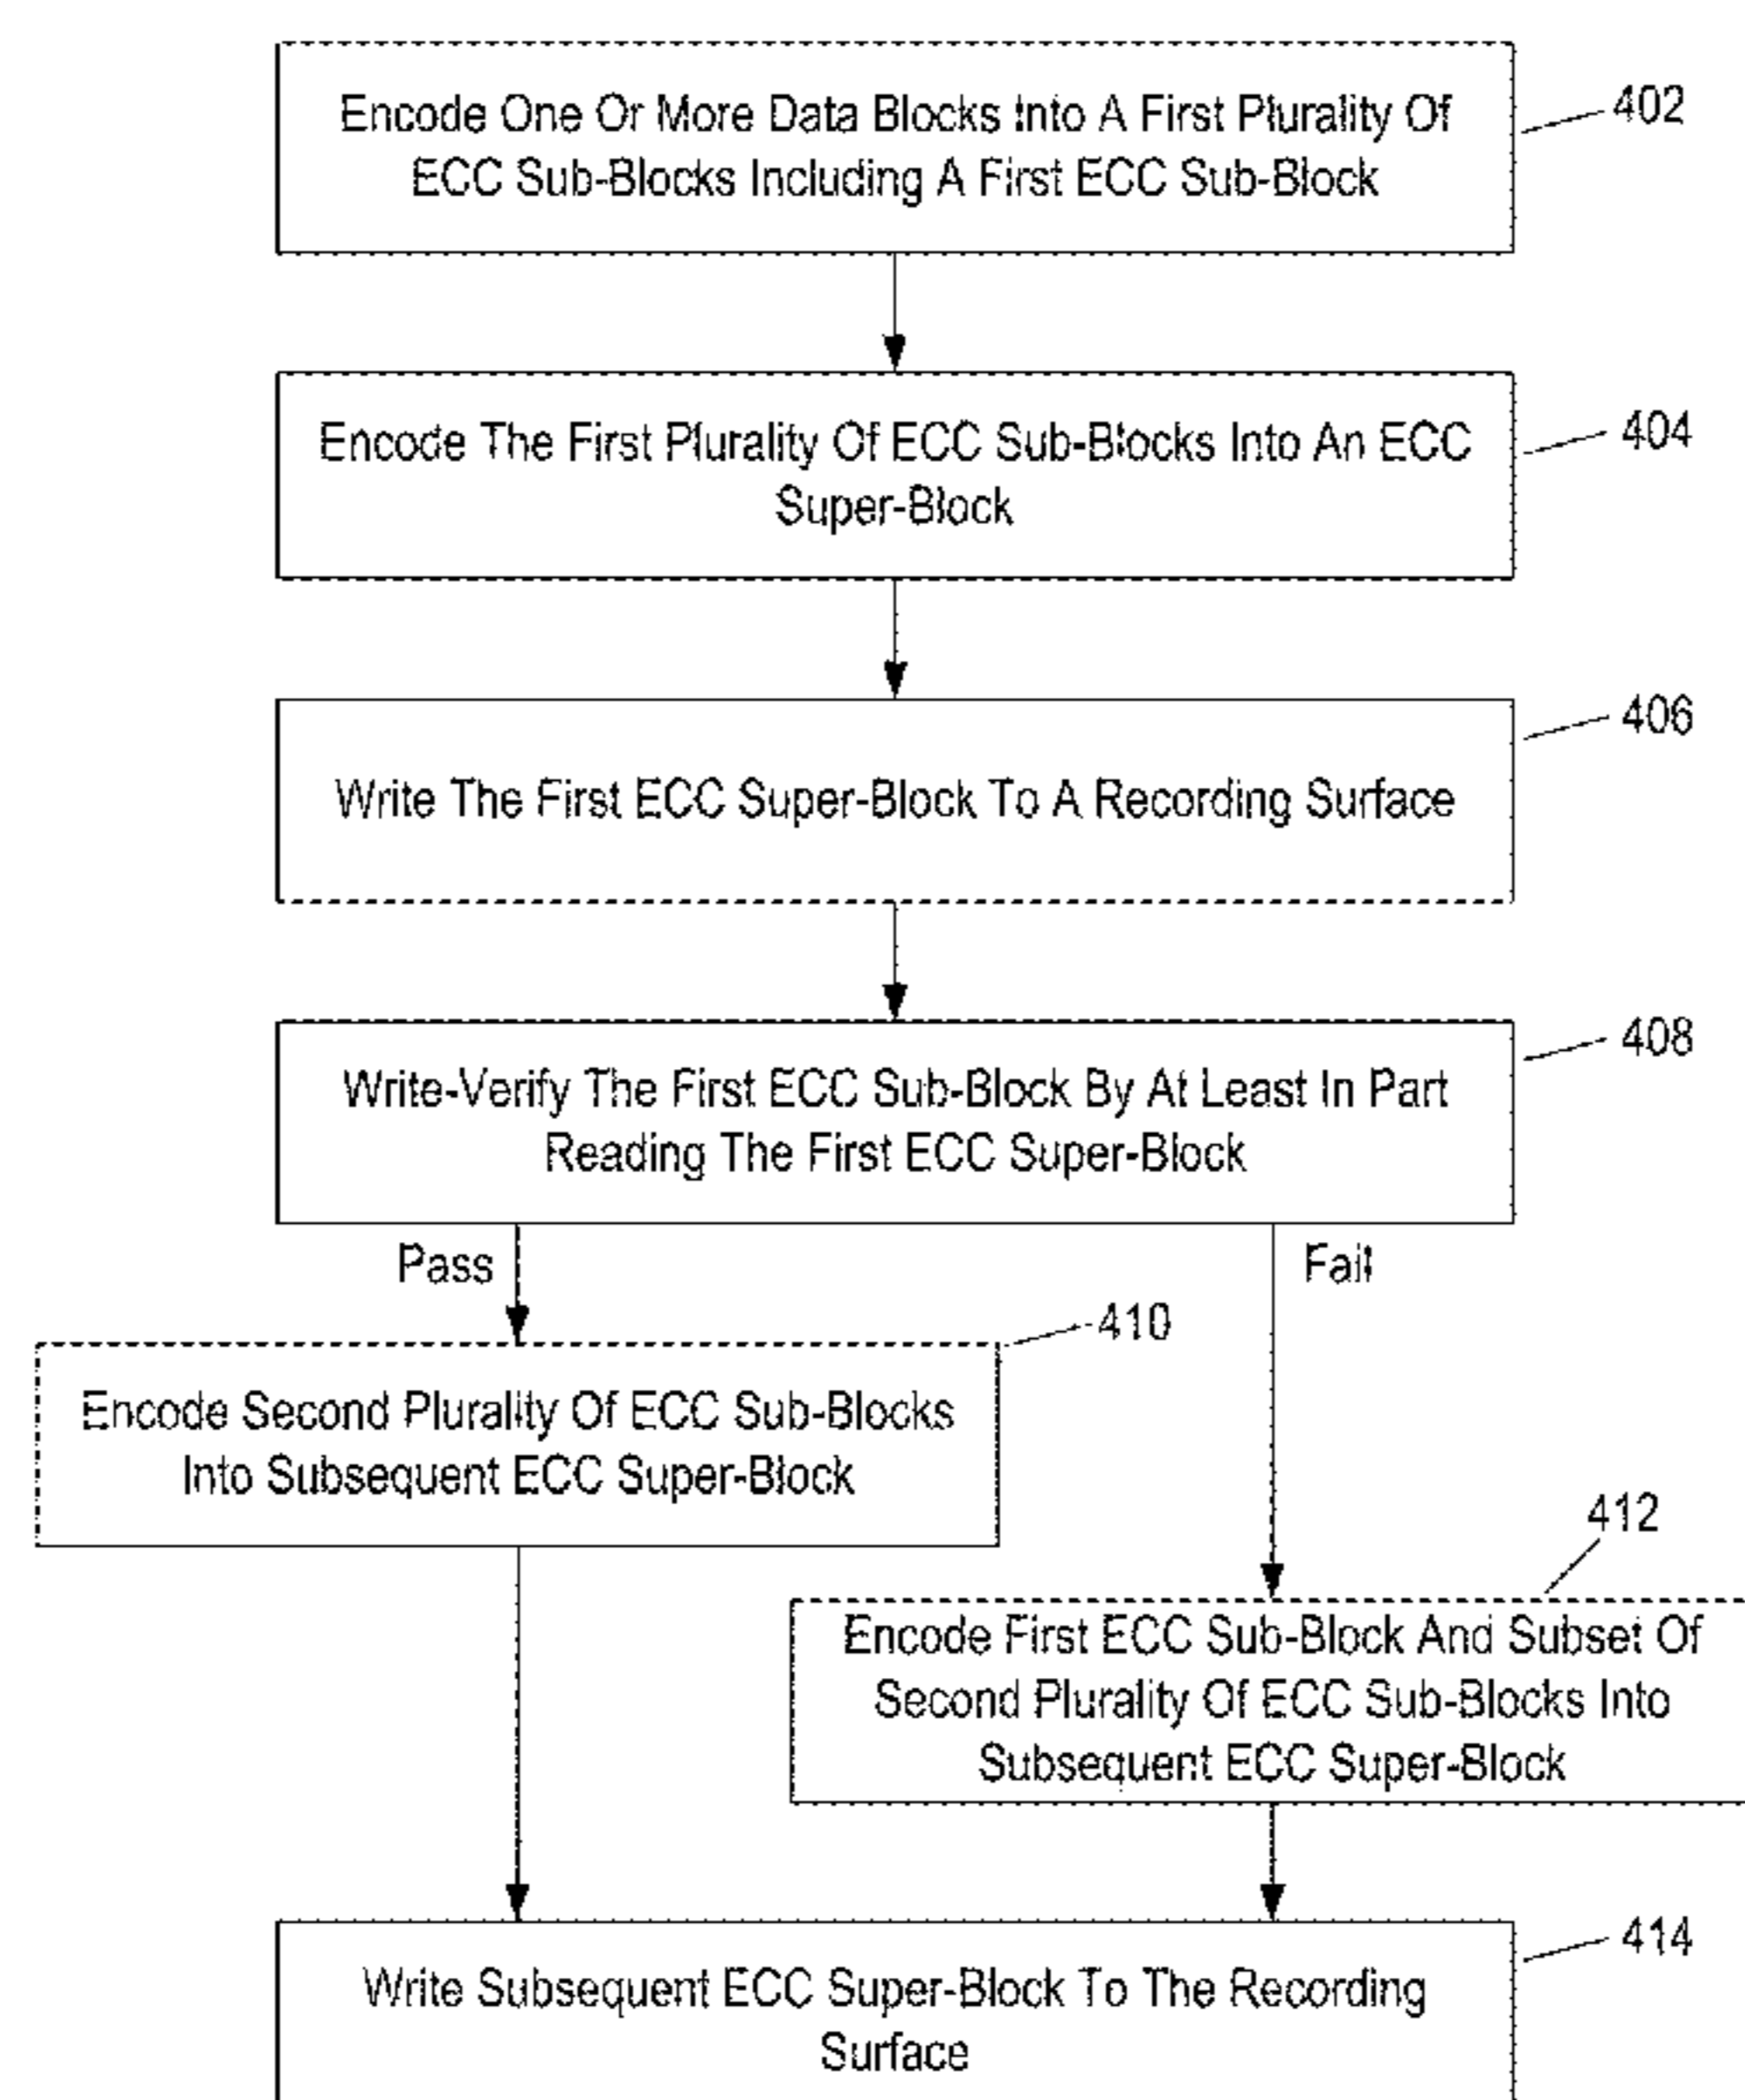 Encode One Or More Data Blocks Into A First Plurality Of
ECC Sub-Blocks Including A First ECC Sub-Block
402
Encode The First Plurality Of ECC Sub-Blocks Into An ECC
Super-Block
404
406
Write The First ECC Super-Block To A Recording Surface
408
Write-Verify The First ECC Sub-Block By At Least In Part
Reading The First ECC Super-Block
Pass
Fail
410
Encode Second Plurality Of ECC Sub-Blocks
Into Subsequent ECC Super-Block
412
Encode First ECC Sub-Block And Subset Of
Second Plurality Of ECC Sub-Blocks Into
Subsequent ECC Super-Block
414
Write Subsequent ECC Super-Block To The Recording
Surface